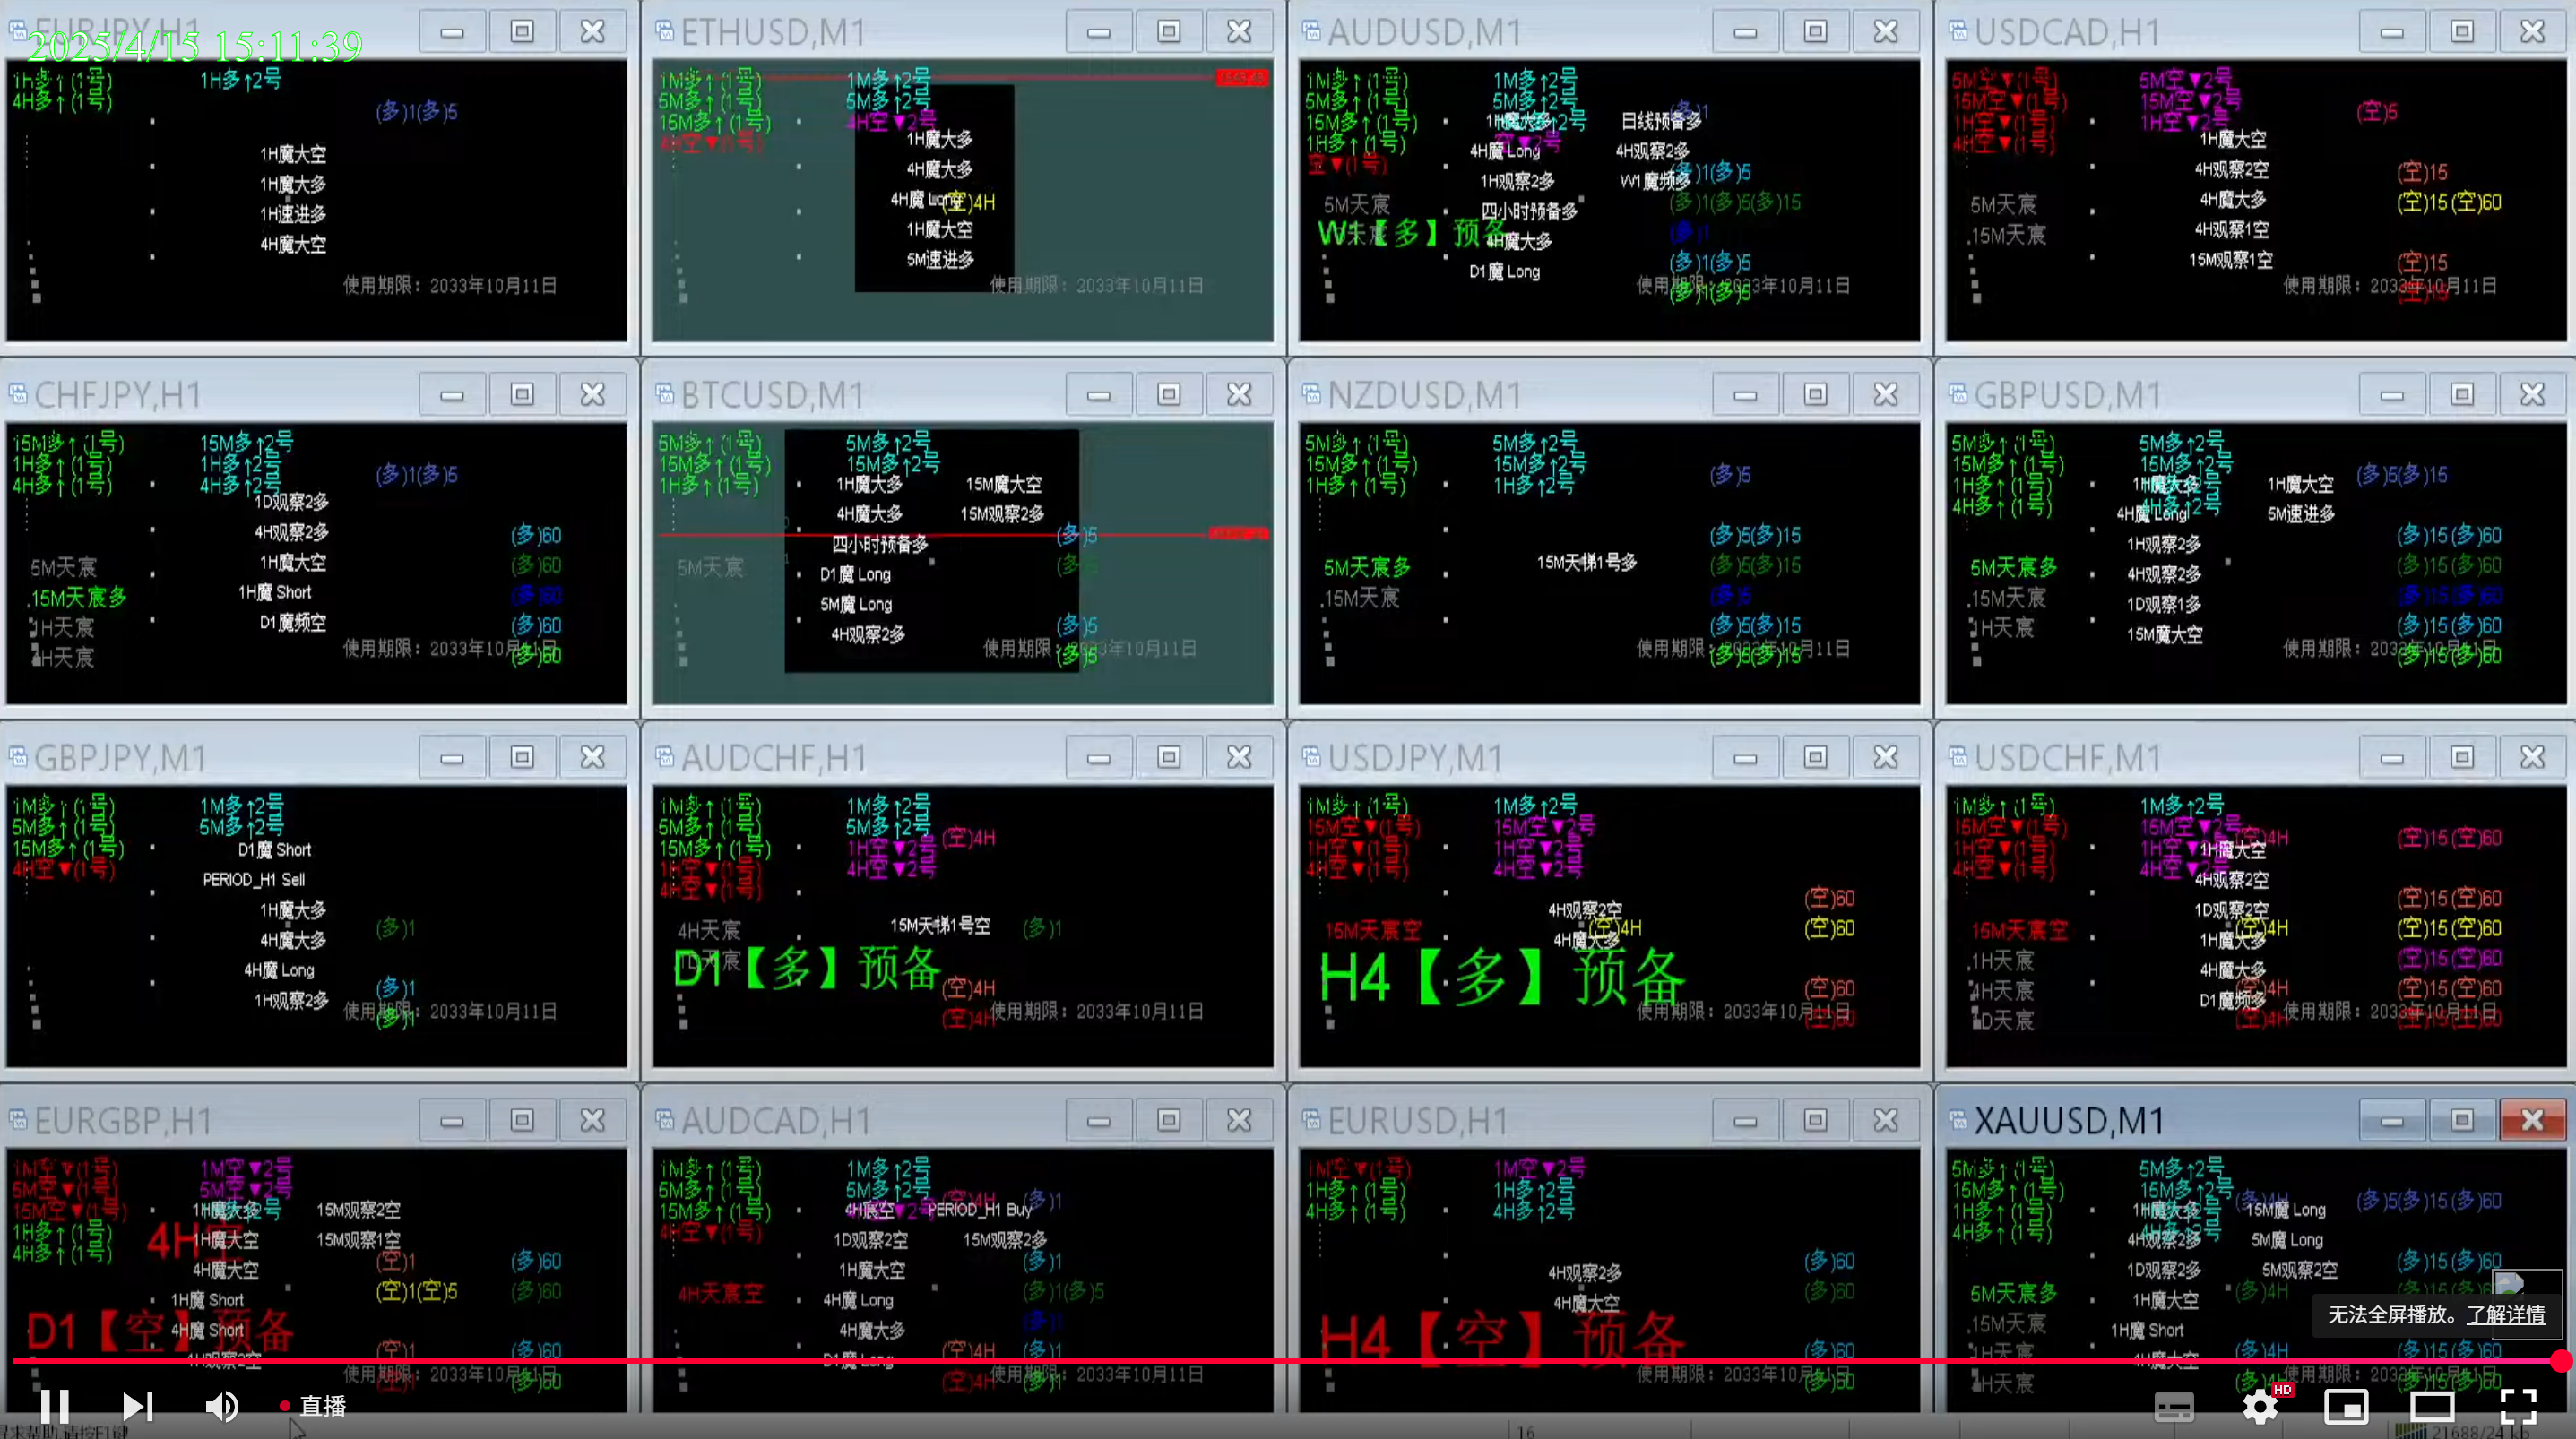 EURJPY,H1
2025/4/15 15:11:39
1H多↑(1号)
1H多↑2号
4H多↑(1号)
(多)1(多)5
1H魔大空
1H魔大多
1H速进多
4H魔大空
使用期限：2033年10月11日
ETHUSD,M1
1M多↑(1号)
1M多↑2号
5M多↑(1号)
5M多↑2号
15M多↑(1号)
4H空▼2号
4H空▼(1号)
1H魔大多
4H魔大多
4H魔 Long
(空)4H
1H魔大空
5M速进多
使用期限：2033年10月11日
AUDUSD,M1
1M多↑(1号)
1M多↑2号
5M多↑(1号)
5M多↑2号
(多)1
15M多↑(1号)
1H魔大多
日线预备多
1H多↑(1号)
4H魔 Long
4H观察2多
空▼(1号)
(多)1(多)5
1H观察2多
W1魔频多
5M天宸
四小时预备多
(多)1(多)5(多)15
W1【多】预备
4H魔大多
(多)1
D1魔 Long
(多)1(多)5
使用期限：2033年10月11日
(多)1(多)5
USDCAD,H1
5M空▼(1号)
5M空▼2号
15M空▼(1号)
15M空▼2号
(空)5
1H空▼(1号)
1H空▼2号
4H空▼(1号)
1H魔大空
4H观察2空
(空)15
5M天宸
4H魔大多
(空)15(空)60
15M天宸
4H观察1空
15M观察1空
(空)15
使用期限：2033年10月11日
(空)15
CHFJPY,H1
15M多↑(1号)
15M多↑2号
1H多↑(1号)
1H多↑2号
(多)1(多)5
4H多↑(1号)
4H多↑2号
1D观察2多
4H观察2多
(多)60
5M天宸
1H魔大空
(多)60
15M天宸多
1H魔 Short
(多)60
1H天宸
D1魔频空
(多)60
4H天宸
使用期限：2033年10月11日
(多)60
BTCUSD,M1
5M多↑(1号)
5M多↑2号
15M多↑(1号)
15M多↑2号
1H多↑(1号)
1H魔大多
15M魔大空
4H魔大多
15M观察2多
四小时预备多
(多)5
5M天宸
D1魔 Long
5M魔 Long
4H观察2多
(多)5
使用期限：2033年10月11日
(多)5
NZDUSD,M1
5M多↑(1号)
5M多↑2号
15M多↑(1号)
15M多↑2号
(多)5
1H多↑(1号)
1H多↑2号
(多)5(多)15
5M天宸多
15M天梯1号多
(多)5(多)15
15M天宸
(多)5
(多)5(多)15
使用期限：2033年10月11日
(多)5(多)15
GBPUSD,M1
5M多↑(1号)
5M多↑2号
15M多↑(1号)
15M多↑2号
(多)5(多)15
1H多↑(1号)
1H魔大多
1H魔大空
4H多↑(1号)
4H魔 Long
5M速进多
1H观察2多
(多)15(多)60
5M天宸多
4H观察2多
(多)15(多)60
15M天宸
1D观察1多
(多)15(多)60
1H天宸
15M魔大空
(多)15(多)60
使用期限：2033年10月11日
(多)15(多)60
GBPJPY,M1
1M多↑(1号)
1M多↑2号
5M多↑(1号)
5M多↑2号
15M多↑(1号)
D1魔 Short
4H空▼(1号)
PERIOD_H1 Sell
1H魔大多
(多)1
4H魔大多
4H魔 Long
(多)1
1H观察2多
使用期限：2033年10月11日
(多)1
AUDCHF,H1
1M多↑(1号)
1M多↑2号
5M多↑(1号)
5M多↑2号
(空)4H
15M多↑(1号)
1H空▼2号
1H空▼(1号)
4H空▼2号
4H空▼(1号)
4H天宸
15M天梯1号空
(多)1
D1【多】预备
(空)4H
使用期限：2033年10月11日
(空)4H
USDJPY,M1
1M多↑(1号)
1M多↑2号
15M空▼(1号)
15M空▼2号
1H空▼(1号)
1H空▼2号
4H空▼(1号)
4H空▼2号
4H观察2空
(空)60
15M天宸空
(空)4H
(空)60
4H魔大多
H4【多】预备
(空)60
使用期限：2033年10月11日
(空)60
USDCHF,M1
1M多↑(1号)
1M多↑2号
15M空▼(1号)
15M空▼2号
(空)4H
(空)15(空)60
1H空▼(1号)
1H空▼2号
1H魔大空
4H空▼(1号)
4H空▼2号
4H观察2空
(空)15(空)60
1D观察2空
15M天宸空
(空)4H
(空)15(空)60
1H魔大多
1H天宸
4H魔大多
(空)15(空)60
4H天宸
(空)4H
(空)15(空)60
D1魔频多
使用期限：2033年10月11日
1D天宸
(空)4H
(空)15(空)60
EURGBP,H1
1M空▼(1号)
1M空▼2号
5M空▼(1号)
5M空▼2号
15M空▼(1号)
1H魔大多
15M观察2空
1H多↑(1号)
4H空
1H魔大空
15M观察1空
4H多↑(1号)
(空)1
(多)60
4H魔大空
(空)1(空)5
(多)60
1H魔 Short
D1【空】预备
4H魔 Short
(空)1
(多)60
4H观察2空
使用期限：2033年10月11日
(多)60
AUDCAD,H1
1M多↑(1号)
1M多↑2号
5M多↑(1号)
5M多↑2号
(空)4H
(多)1
15M多↑(1号)
4H宸空
PERIOD_H1 Buy
4H空▼(1号)
1D观察2空
15M观察2多
1H魔大空
(多)1
4H天宸空
4H魔 Long
(多)1(多)5
4H魔大多
(多)1
D1魔 Long
(空)4H
(多)1
使用期限：2033年10月11日
(空)4H
(多)1
EURUSD,H1
1M空▼(1号)
1M空▼2号
1H多↑(1号)
1H多↑2号
4H多↑(1号)
4H多↑2号
(多)60
4H观察2多
(多)60
4H魔大空
H4【空】预备
(多)60
使用期限：2033年10月11日
(多)60
XAUUSD,M1
5M多↑(1号)
5M多↑2号
15M多↑(1号)
15M多↑2号
(多)4H
(多)5(多)15(多)60
1H多↑(1号)
1H魔大多
15M魔 Long
4H多↑(1号)
4H观察2多
5M魔 Long
(多)15(多)60
1D观察2多
5M观察2空
5M天宸多
1H魔大空
(多)4H
15M天宸
1H魔 Short
无法全屏播放。了解详情
1H天宸
4H魔大空
(多)4H
(多)15(多)60
4H天宸
使用期限：2033年10月11日
(多)15(多)60
直播
HD
16
21688/24 kb